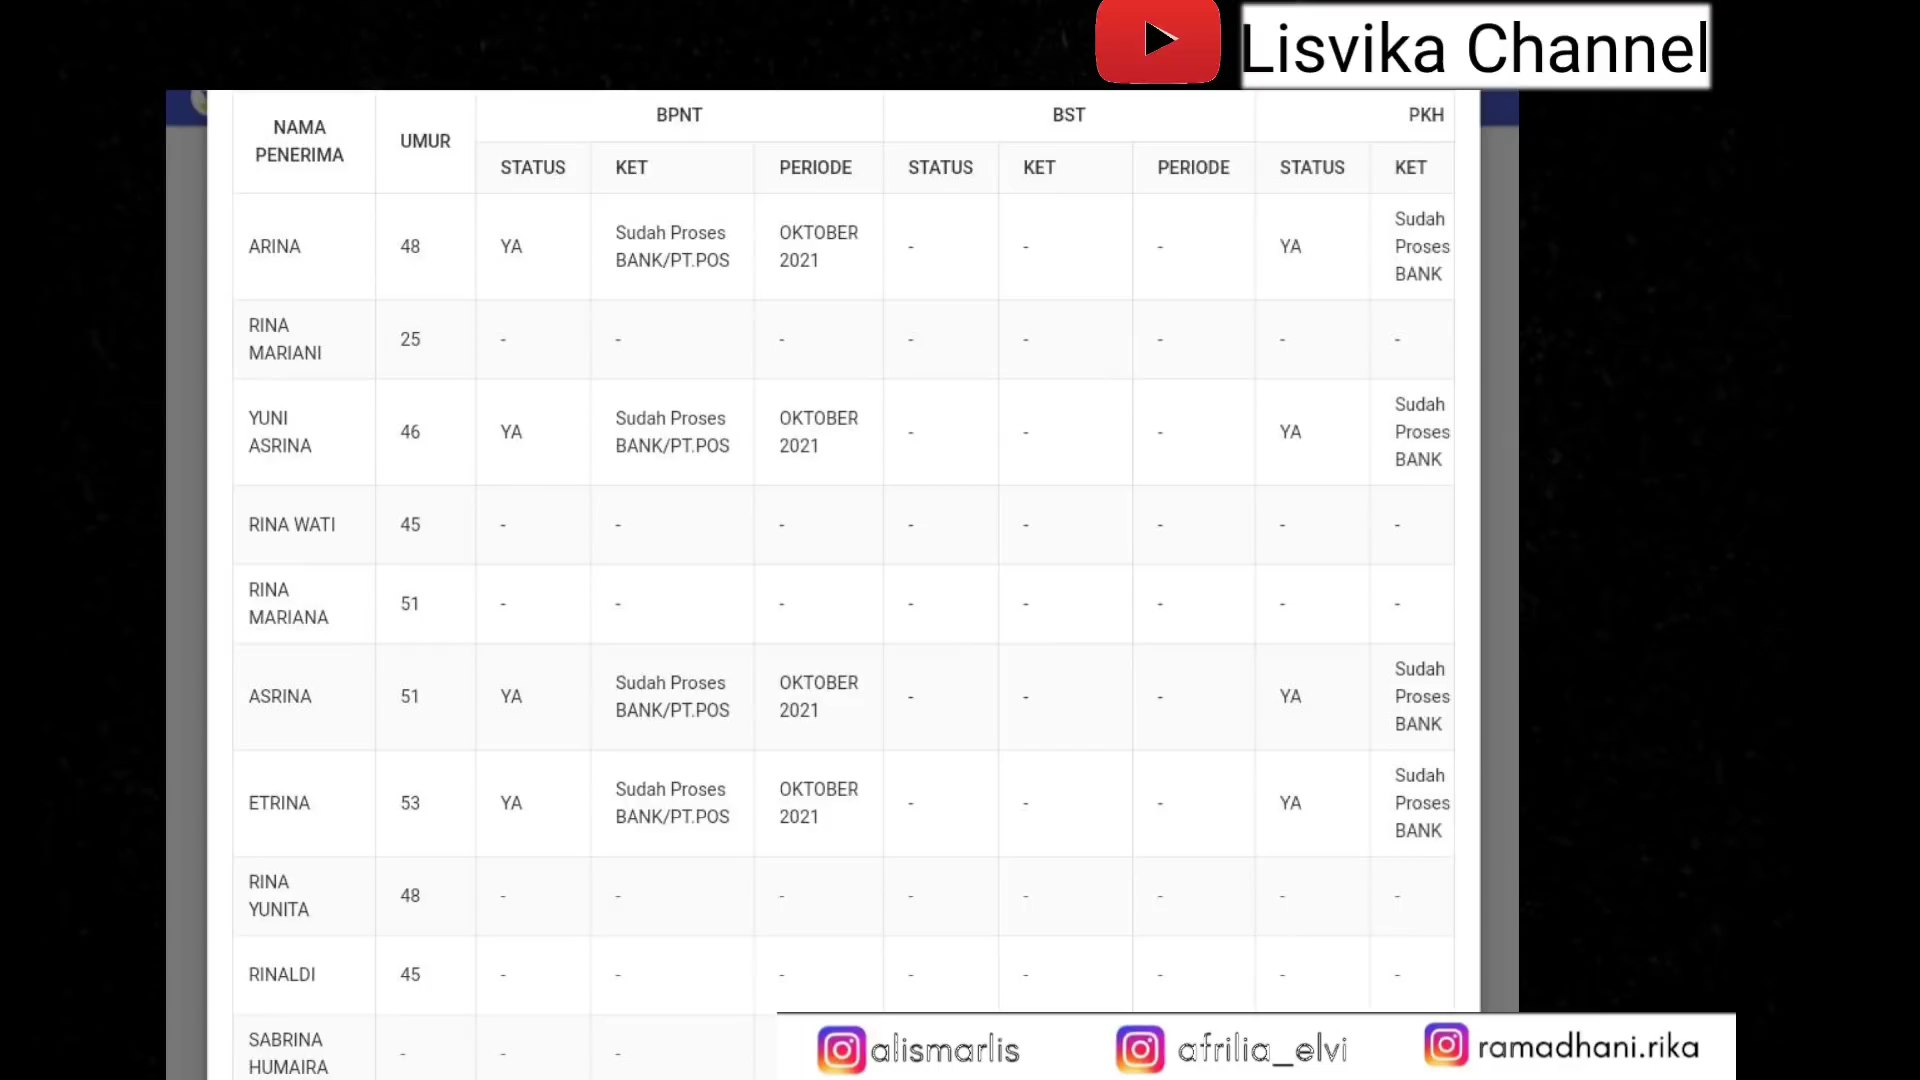 Lisvika Channel
NAMA PENERIMA UMUR BPNT BST PKH
STATUS KET PERIODE STATUS KET PERIODE STATUS KET
ARINA 48 YA Sudah Proses BANK/PT.POS OKTOBER 2021 - - - YA Sudah Proses BANK
RINA MARIANI 25 - - - - - - - -
YUNI ASRINA 46 YA Sudah Proses BANK/PT.POS OKTOBER 2021 - - - YA Sudah Proses BANK
RINA WATI 45 - - - - - - - -
RINA MARIANA 51 - - - - - - - -
ASRINA 51 YA Sudah Proses BANK/PT.POS OKTOBER 2021 - - - YA Sudah Proses BANK
ETRINA 53 YA Sudah Proses BANK/PT.POS OKTOBER 2021 - - - YA Sudah Proses BANK
RINA YUNITA 48 - - - - - - - -
RINALDI 45 - - - - - - - -
SABRINA HUMAIRA - - -
alismarlis afrilia_elvi ramadhani.rika